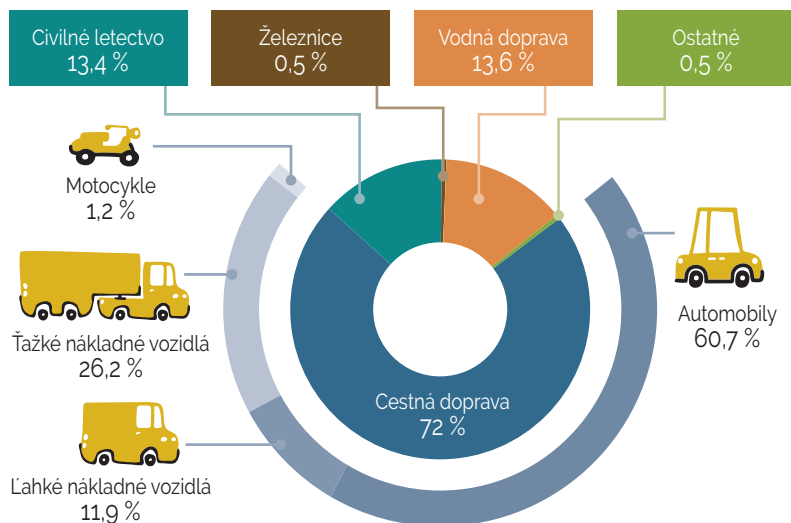 Civilné letectvo
13,4 %
Železnice
0,5 %
Vodná doprava
13,6 %
Ostatné
0,5 %
Motocykle
1,2 %
Ťažké nákladné vozidlá
26,2 %
Ľahké nákladné vozidlá
11,9 %
Cestná doprava
72 %
Automobily
60,7 %